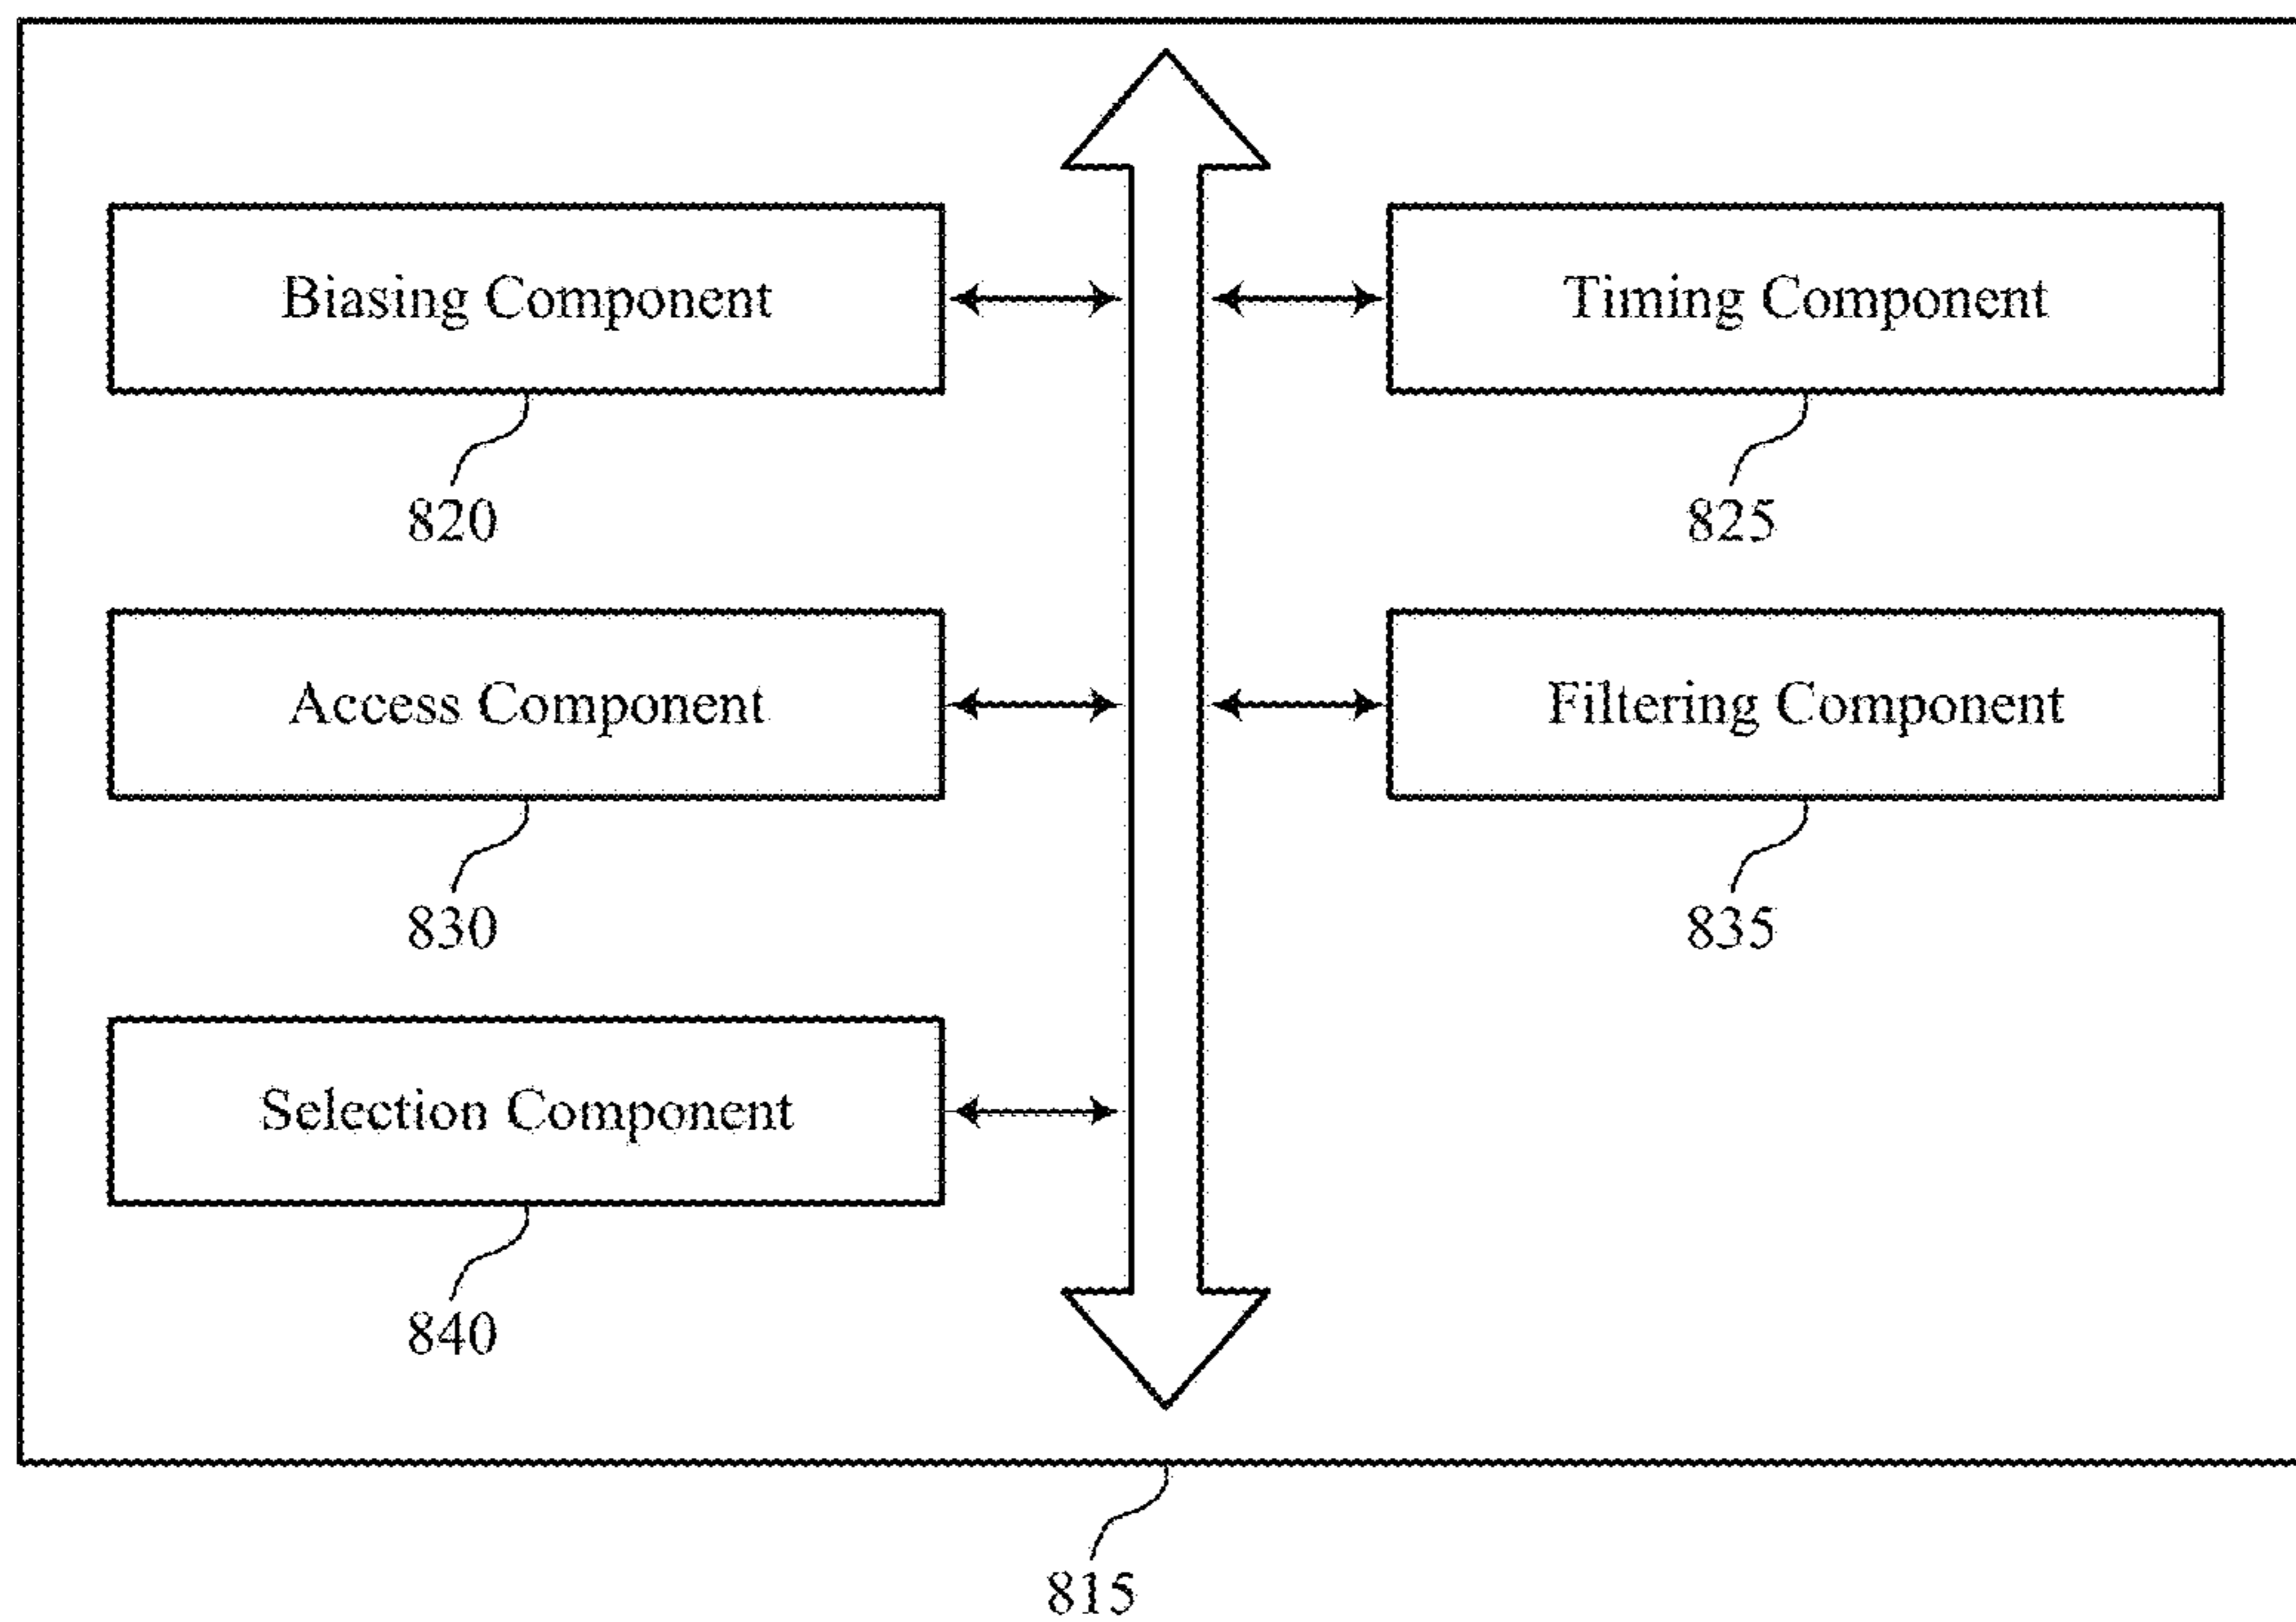 Biasing Component
Timing Component
820
825
Access Component
Filtering Component
830
835
Selection Component
840
815